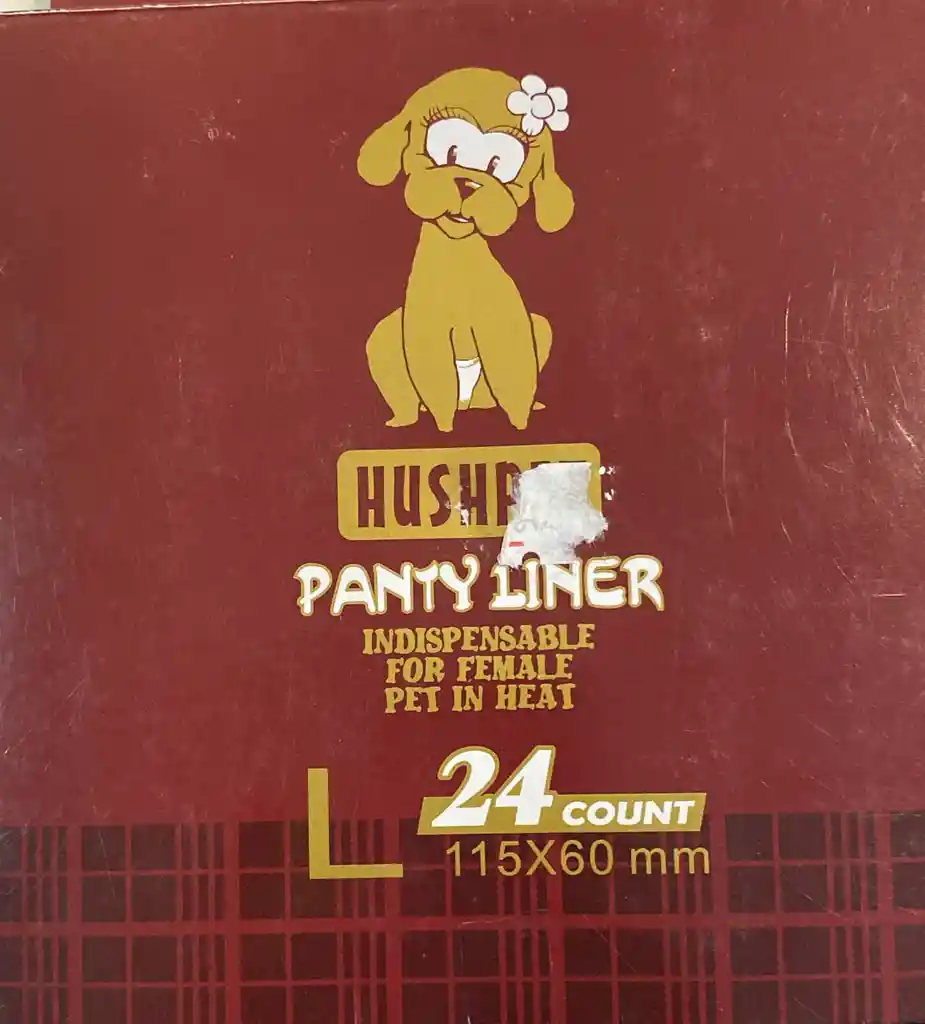 PANTY LINER
INDISPENSABLE
FOR FEMALE
PET IN HEAT
L
24 COUNT
115X60 mm